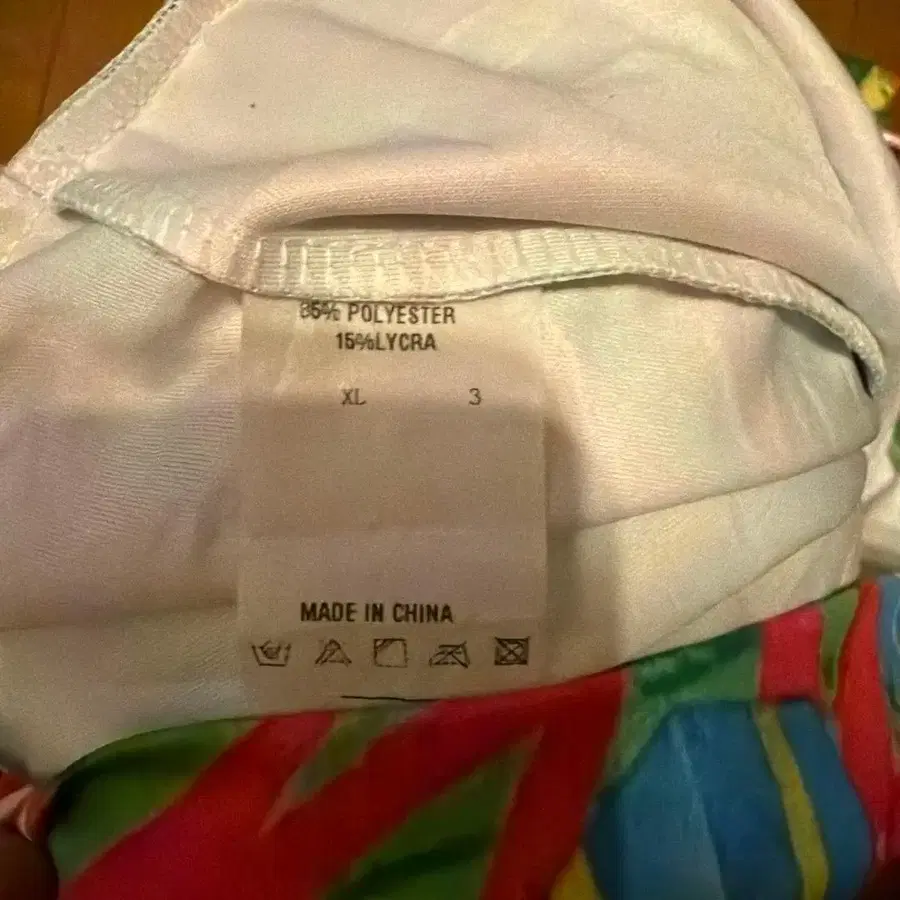 85% POLYESTER
15%LYCRA
XL 3
MADE IN CHINA